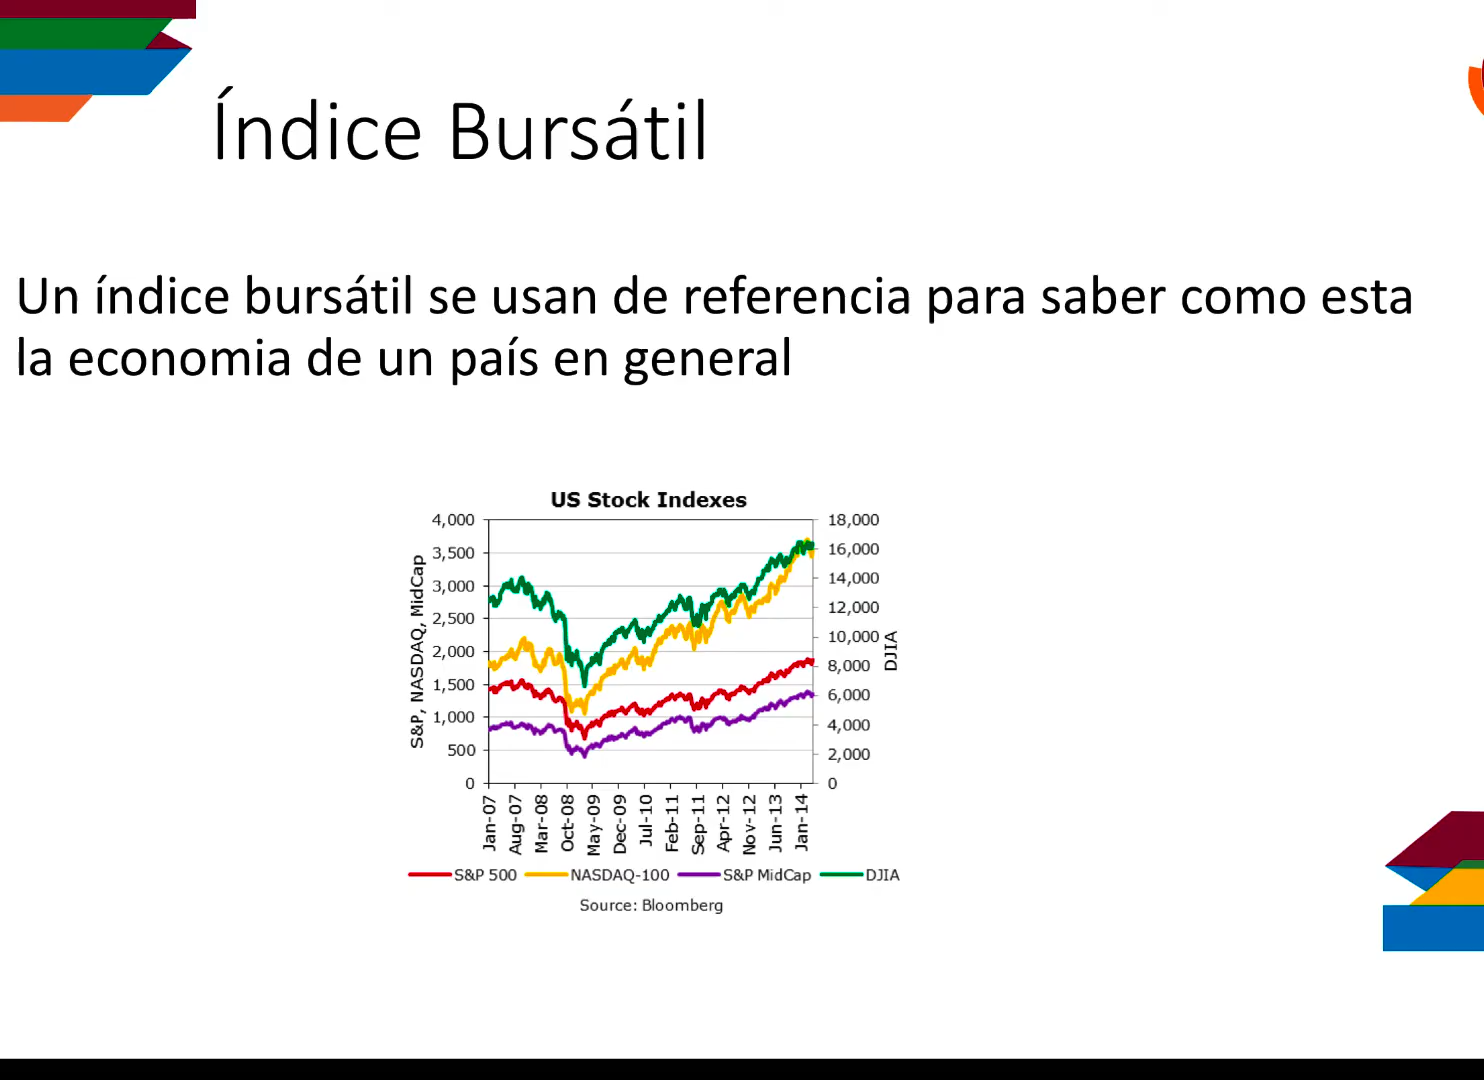 Índice Bursátil
Un índice bursátil se usan de referencia para saber como esta
la economia de un país en general
US Stock Indexes
4,000
3,500
3,000
2,500
2,000
1,500
1,000
500
0
S&P, NASDAQ, MidCap
18,000
16,000
14,000
12,000
10,000
8,000
6,000
4,000
2,000
0
DJIA
Jan-07
Aug-07
Mar-08
Oct-08
May-09
Dec-09
Jul-10
Feb-11
Sep-11
Apr-12
Nov-12
Jun-13
Jan-14
S&P 500 NASDAQ-100 S&P MidCap DJIA
Source: Bloomberg